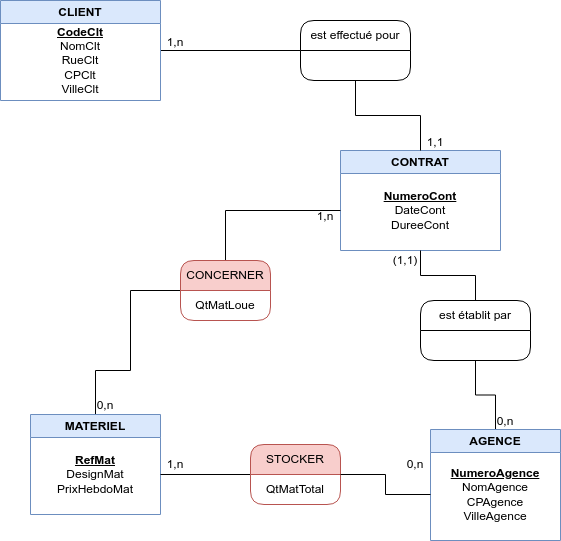 CLIENT
CodeClt
NomClt
RueClt
CPClt
VilleClt
1,n
est effectué pour
1,1
CONTRAT
NumeroCont
DateCont
DureeCont
1,n
(1,1)
CONCERNER
QtMatLoue
est établit par
0,n
MATERIEL
RefMat
DesignMat
PrixHebdoMat
1,n
STOCKER
QtMatTotal
0,n
0,n
AGENCE
NumeroAgence
NomAgence
CPAgence
VilleAgence